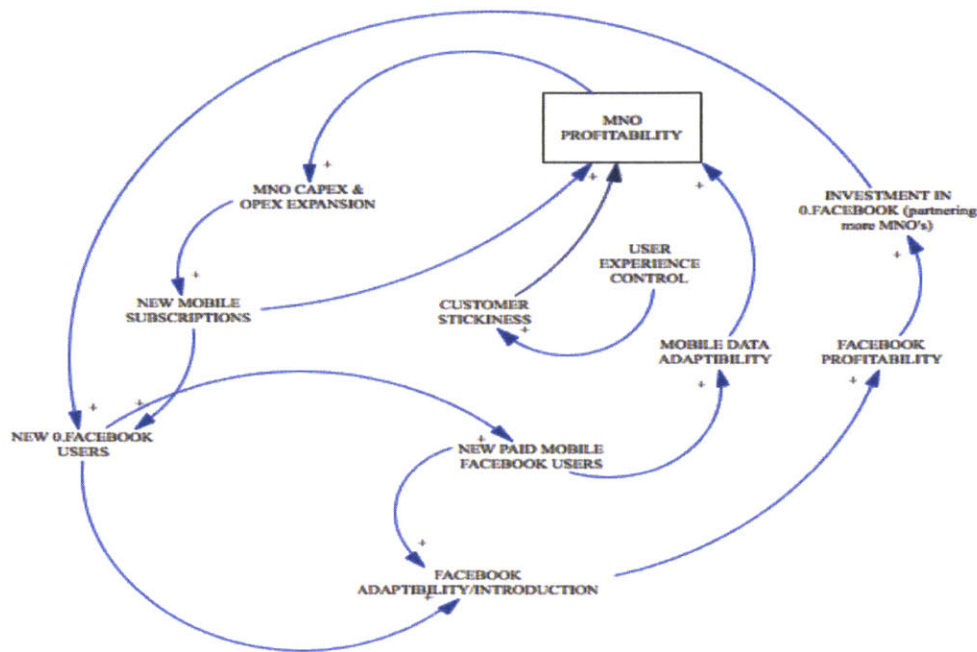 MNO
PROFITABILITY
+
MNO CAPEX &
OPEX EXPANSION
+
+
INVESTMENT IN
0.FACEBOOK (partnering
more MNO's)
+
USER
EXPERIENCE
CONTROL
+
NEW MOBILE
SUBSCRIPTIONS
CUSTOMER
STICKINESS
+
MOBILE DATA
ADAPTIBILITY
+
FACEBOOK
PROFITABILITY
+
+
+
NEW 0.FACEBOOK
USERS
+
NEW PAID MOBILE
FACEBOOK USERS
+
FACEBOOK
ADAPTIBILITY/INTRODUCTION
+